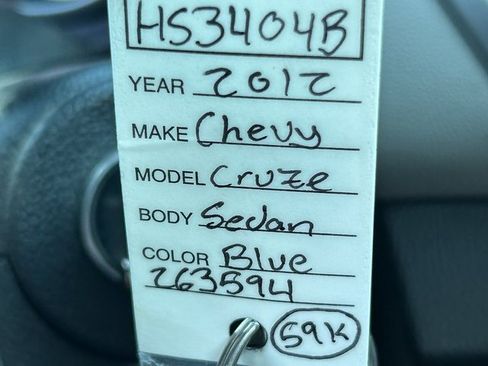 HS3404B
YEAR 2012
MAKE Chevy
MODEL Cruze
BODY Sedan
COLOR Blue
263594
59K